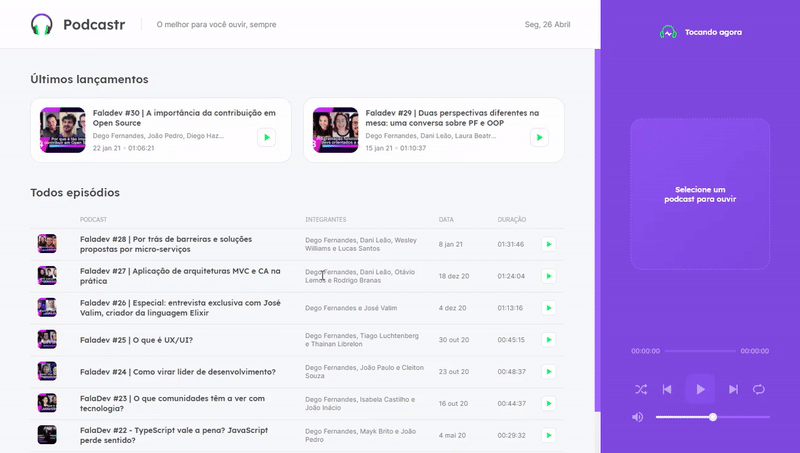 Podcastr
O melhor para você ouvir, sempre
Seg, 26 Abril
Tocando agora
Últimos lançamentos
Faladev #30 | A importância da contribuição em
Open Source
Dego Fernandes, João Pedro, Diego Haz...
22 jan 21 • 01:06:21
Faladev #29 | Duas perspectivas diferentes na
mesa: uma conversa sobre PF e OOP
Dego Fernandes, Dani Leão, Laura Beatr...
15 jan 21 • 01:10:37
Todos episódios
PODCAST
INTEGRANTES
DATA
DURAÇÃO
Faladev #28 | Por trás de barreiras e soluções
propostas por micro-serviços
Dego Fernandes, Dani Leão, Wesley
Williams e Lucas Santos
8 jan 21
01:31:46
Faladev #27 | Aplicação de arquiteturas MVC e CA na
prática
Dego Fernandes, Dani Leão, Otávio
Lemos e Rodrigo Branas
18 dez 20
01:24:04
Faladev #26 | Especial: entrevista exclusiva com José
Valim, criador da linguagem Elixir
Dego Fernandes e José Valim
4 dez 20
01:13:16
Faladev #25 | O que é UX/UI?
Dego Fernandes, Tiago Luchtenberg
e Thainan Librelon
30 out 20
00:45:15
Faladev #24 | Como virar líder de desenvolvimento?
Dego Fernandes, João Paulo e Cleiton
Souza
23 out 20
00:48:37
FalaDev #23 | O que comunidades têm a ver com
tecnologia?
Dego Fernandes, Isabela Castilho e
João Inácio
16 out 20
00:44:37
FalaDev #22 - TypeScript vale a pena? JavaScript
perde sentido?
Dego Fernandes, Mayk Brito e João
Pedro
4 mai 20
00:29:32
Selecione um
podcast para ouvir
00:00:00
00:00:00